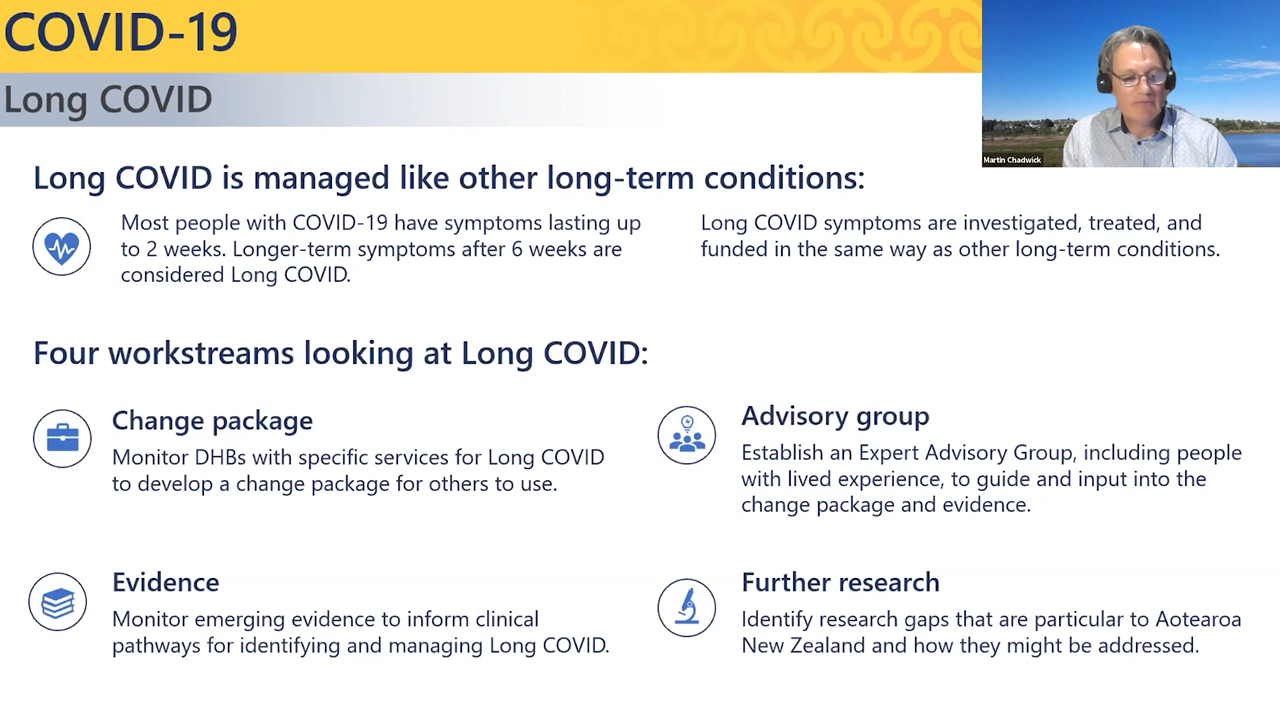 COVID-19
Long COVID
Martin Chadwick
Long COVID is managed like other long-term conditions:
Most people with COVID-19 have symptoms lasting up
to 2 weeks. Longer-term symptoms after 6 weeks are
considered Long COVID.
Long COVID symptoms are investigated, treated, and
funded in the same way as other long-term conditions.
Four workstreams looking at Long COVID:
Change package
Monitor DHBs with specific services for Long COVID
to develop a change package for others to use.
Advisory group
Establish an Expert Advisory Group, including people
with lived experience, to guide and input into the
change package and evidence.
Evidence
Monitor emerging evidence to inform clinical
pathways for identifying and managing Long COVID.
Further research
Identify research gaps that are particular to Aotearoa
New Zealand and how they might be addressed.